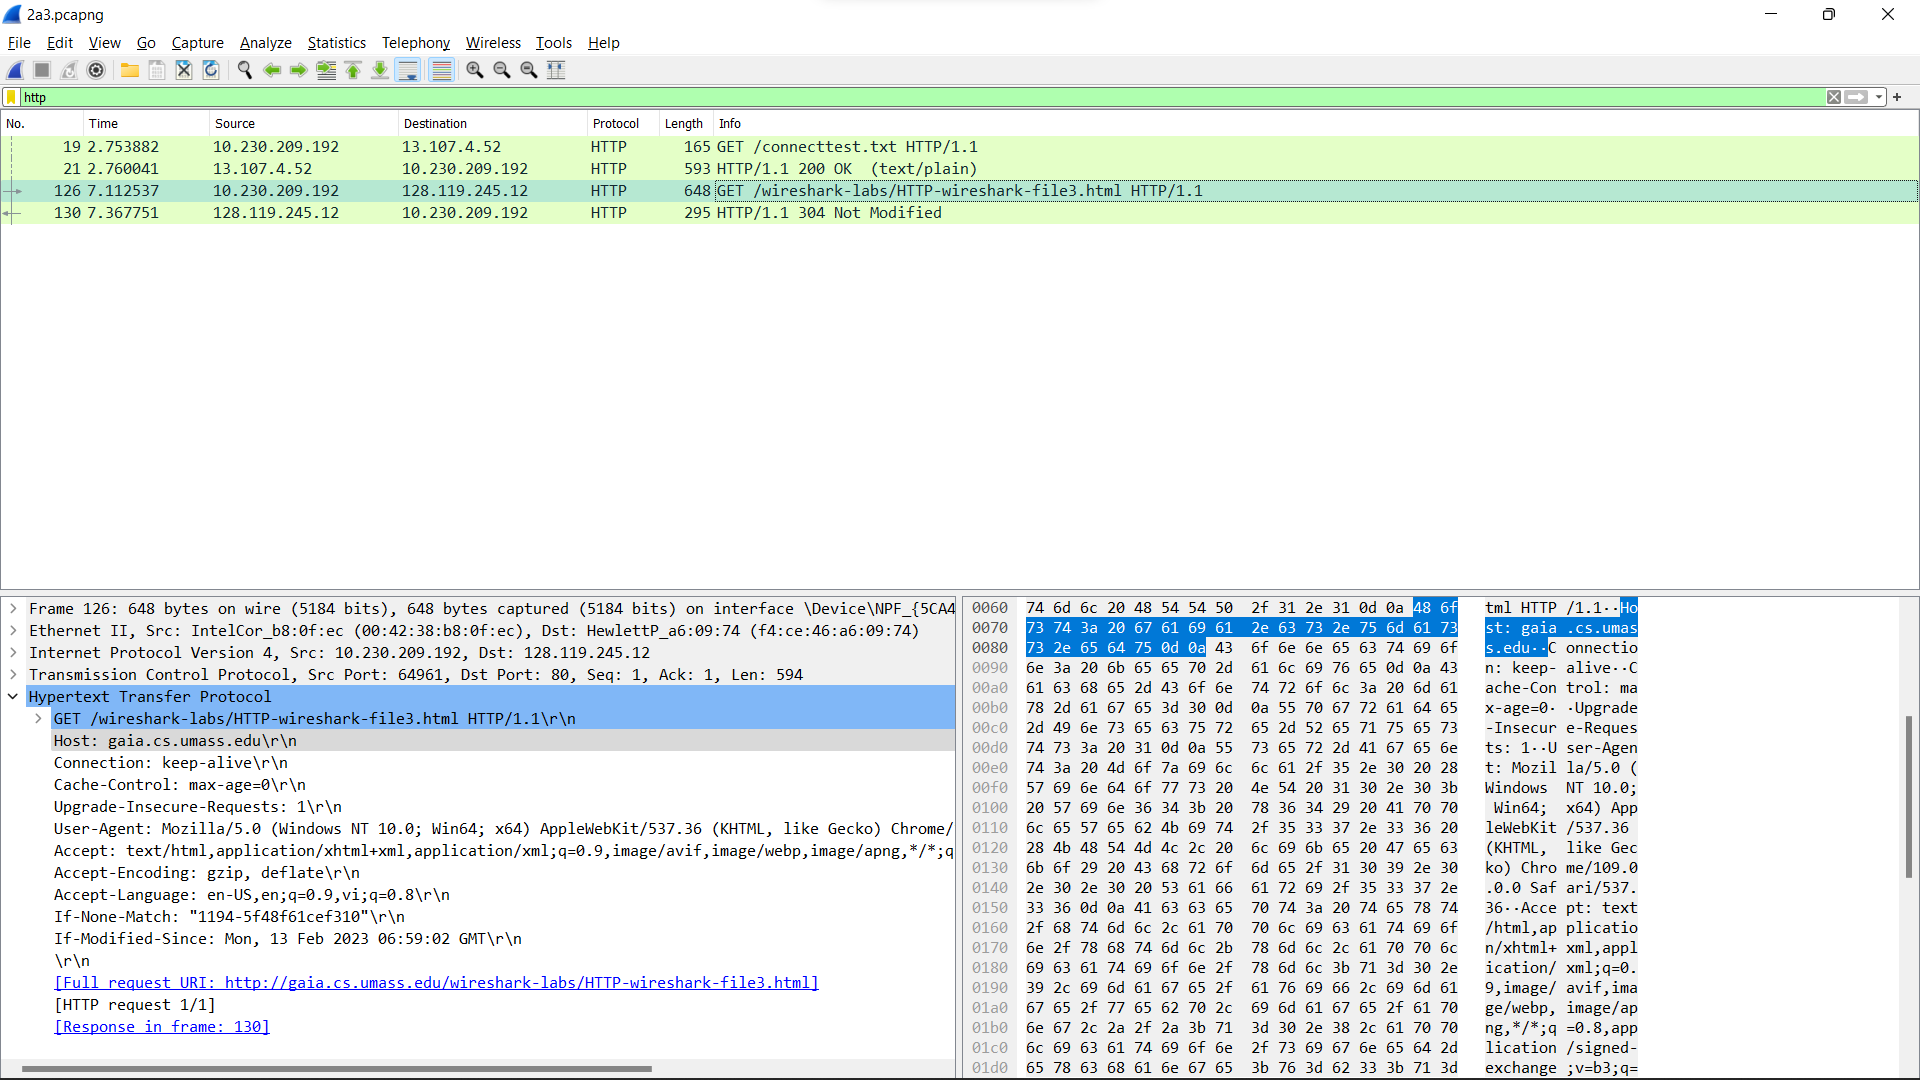 2a3.pcapng
File Edit View Go Capture Analyze Statistics Telephony Wireless Tools Help
http
No. Time Source Destination Protocol Length Info
19 2.753882 10.230.209.192 13.107.4.52 HTTP 165 GET /connecttest.txt HTTP/1.1
21 2.760041 13.107.4.52 10.230.209.192 HTTP 593 HTTP/1.1 200 OK (text/plain)
126 7.112537 10.230.209.192 128.119.245.12 HTTP 648 GET /wireshark-labs/HTTP-wireshark-file3.html HTTP/1.1
130 7.367751 128.119.245.12 10.230.209.192 HTTP 295 HTTP/1.1 304 Not Modified
Frame 126: 648 bytes on wire (5184 bits), 648 bytes captured (5184 bits) on interface \Device\NPF_{5CA4
Ethernet II, Src: IntelCor_b8:0f:ec (00:42:38:b8:0f:ec), Dst: HewlettP_a6:09:74 (f4:ce:46:a6:09:74)
Internet Protocol Version 4, Src: 10.230.209.192, Dst: 128.119.245.12
Transmission Control Protocol, Src Port: 64961, Dst Port: 80, Seq: 1, Ack: 1, Len: 594
Hypertext Transfer Protocol
GET /wireshark-labs/HTTP-wireshark-file3.html HTTP/1.1\r\n
Host: gaia.cs.umass.edu\r\n
Connection: keep-alive\r\n
Cache-Control: max-age=0\r\n
Upgrade-Insecure-Requests: 1\r\n
User-Agent: Mozilla/5.0 (Windows NT 10.0; Win64; x64) AppleWebKit/537.36 (KHTML, like Gecko) Chrome/
Accept: text/html,application/xhtml+xml,application/xml;q=0.9,image/avif,image/webp,image/apng,*/*;q
Accept-Encoding: gzip, deflate\r\n
Accept-Language: en-US,en;q=0.9,vi;q=0.8\r\n
If-None-Match: "1194-5f48f61cef310"\r\n
If-Modified-Since: Mon, 13 Feb 2023 06:59:02 GMT\r\n
\r\n
[Full request URI: http://gaia.cs.umass.edu/wireshark-labs/HTTP-wireshark-file3.html]
[HTTP request 1/1]
[Response in frame: 130]
0060 74 6d 6c 20 48 54 54 50 2f 31 2e 31 0d 0a 48 6f tml HTTP /1.1··Ho
0070 73 74 3a 20 67 61 69 61 2e 63 73 2e 75 6d 61 73 st: gaia .cs.umas
0080 73 2e 65 64 75 0d 0a 43 6f 6e 6e 65 63 74 69 6f s.edu··C onnectio
0090 6e 3a 20 6b 65 65 70 2d 61 6c 69 76 65 0d 0a 43 n: keep- alive··C
00a0 61 63 68 65 2d 43 6f 6e 74 72 6f 6c 3a 20 6d 61 ache-Con trol: ma
00b0 78 2d 61 67 65 3d 30 0d 0a 55 70 67 72 61 64 65 x-age=0· ·Upgrade
00c0 2d 49 6e 73 65 63 75 72 65 2d 52 65 71 75 65 73 -Insecur e-Reques
00d0 74 73 3a 20 31 0d 0a 55 73 65 72 2d 41 67 65 6e ts: 1··U ser-Agen
00e0 74 3a 20 4d 6f 7a 69 6c 6c 61 2f 35 2e 30 20 28 t: Mozil la/5.0 (
00f0 57 69 6e 64 6f 77 73 20 4e 54 20 31 30 2e 30 3b Windows NT 10.0;
0100 20 57 69 6e 36 34 3b 20 78 36 34 29 20 41 70 70 Win64; x64) App
0110 6c 65 57 65 62 4b 69 74 2f 35 33 37 2e 33 36 20 leWebKit /537.36
0120 28 4b 48 54 4d 4c 2c 20 6c 69 6b 65 20 47 65 63 (KHTML, like Gec
0130 6b 6f 29 20 43 68 72 6f 6d 65 2f 31 30 39 2e 30 ko) Chro me/109.0
0140 2e 30 2e 30 20 53 61 66 61 72 69 2f 35 33 37 2e .0.0 Saf ari/537.
0150 33 36 0d 0a 41 63 63 65 70 74 3a 20 74 65 78 74 36··Acce pt: text
0160 2f 68 74 6d 6c 2c 61 70 70 6c 69 63 61 74 69 6f /html,ap plicatio
0170 6e 2f 78 68 74 6d 6c 2b 78 6d 6c 2c 61 70 70 6c n/xhtml+ xml,appl
0180 69 63 61 74 69 6f 6e 2f 78 6d 6c 3b 71 3d 30 2e ication/ xml;q=0.
0190 39 2c 69 6d 61 67 65 2f 61 76 69 66 2c 69 6d 61 9,image/ avif,ima
01a0 67 65 2f 77 65 62 70 2c 69 6d 61 67 65 2f 61 70 ge/webp, image/ap
01b0 6e 67 2c 2a 2f 2a 3b 71 3d 30 2e 38 2c 61 70 70 ng,*/*;q =0.8,app
01c0 6c 69 63 61 74 69 6f 6e 2f 73 69 67 6e 65 64 2d lication /signed-
01d0 65 78 63 68 61 6e 67 65 3b 76 3d 62 33 3b 71 3d exchange ;v=b3;q=